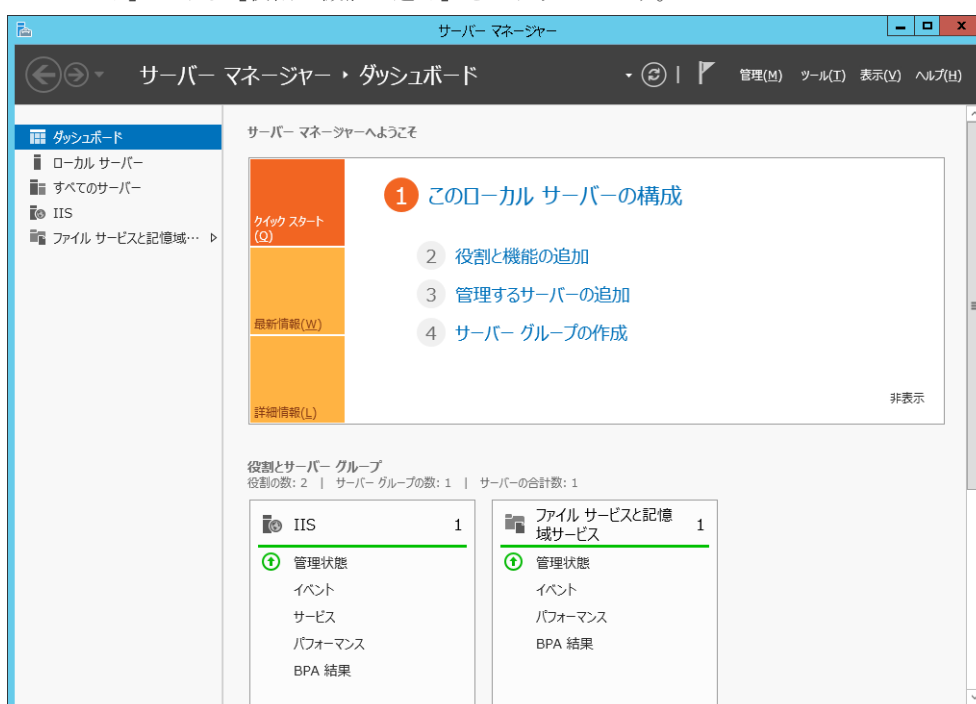 サーバー マネージャー
サーバー マネージャー ・ ダッシュボード
管理(M) ツール(T) 表示(V) ヘルプ(H)
ダッシュボード
ローカル サーバー
すべてのサーバー
IIS
ファイル サービスと記憶域…
サーバー マネージャーへようこそ
クイック スタート
(Q)
最新情報(W)
詳細情報(L)
1 このローカル サーバーの構成
2 役割と機能の追加
3 管理するサーバーの追加
4 サーバー グループの作成
非表示
役割とサーバー グループ
役割の数: 2 | サーバー グループの数: 1 | サーバーの合計数: 1
IIS 1
管理状態
イベント
サービス
パフォーマンス
BPA 結果
ファイル サービスと記憶
域サービス 1
管理状態
イベント
パフォーマンス
BPA 結果